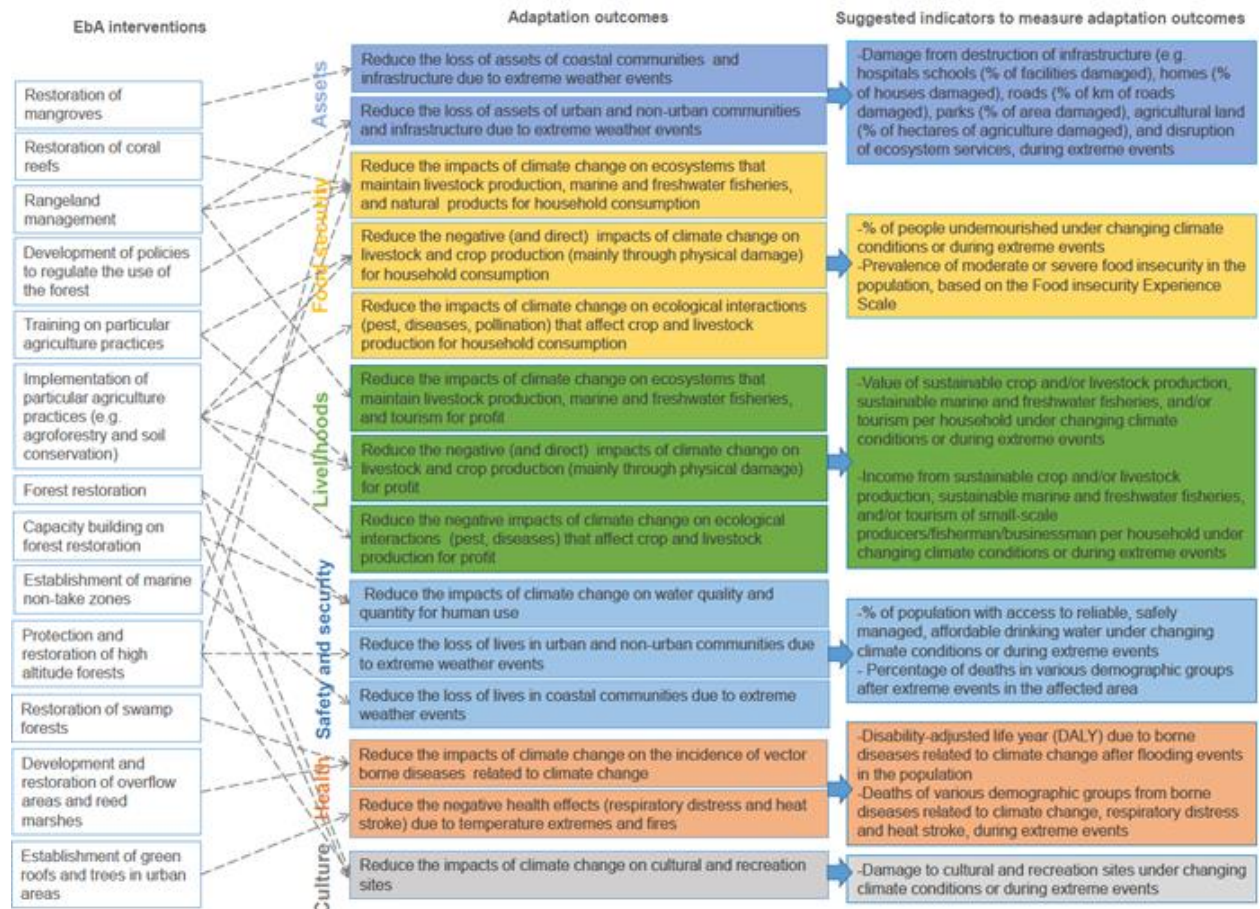 EbA interventions
Adaptation outcomes
Suggested indicators to measure adaptation outcomes
Restoration of
mangroves
Restoration of coral
reefs
Rangeland
management
Development of policies
to regulate the use of
the forest
Training on particular
agriculture practices
Implementation of
particular agriculture
practices (e.g.
agroforestry and soil
conservation)
Forest restoration
Capacity building on
forest restoration
Establishment of marine
non-take zones
Protection and
restoration of high
altitude forests
Restoration of swamp
forests
Development and
restoration of overflow
areas and reed
marshes
Establishment of green
roofs and trees in urban
areas
Assets
Reduce the loss of assets of coastal communities and
infrastructure due to extreme weather events
Reduce the loss of assets of urban and non-urban communities
and infrastructure due to extreme weather events
Food security
Reduce the impacts of climate change on ecosystems that
maintain livestock production, marine and freshwater fisheries,
and natural products for household consumption
Reduce the negative (and direct) impacts of climate change on
livestock and crop production (mainly through physical damage)
for household consumption
Reduce the impacts of climate change on ecological interactions
(pest, diseases, pollination) that affect crop and livestock
production for household consumption
Livelihoods
Reduce the impacts of climate change on ecosystems that
maintain livestock production, marine and freshwater fisheries,
and tourism for profit
Reduce the negative (and direct) impacts of climate change on
livestock and crop production (mainly through physical damage)
for profit
Reduce the negative impacts of climate change on ecological
interactions (pest, diseases) that affect crop and livestock
production for profit
Safety and security
Reduce the impacts of climate change on water quality and
quantity for human use
Reduce the loss of lives in urban and non-urban communities due
to extreme weather events
Reduce the loss of lives in coastal communities due to extreme
weather events
Health
Reduce the impacts of climate change on the incidence of vector
borne diseases related to climate change
Reduce the negative health effects (respiratory distress and heat
stroke) due to temperature extremes and fires
Culture
Reduce the impacts of climate change on cultural and recreation
sites
-Damage from destruction of infrastructure (e.g.
hospitals schools (% of facilities damaged), homes (%
of houses damaged), roads (% of km of roads
damaged), parks (% of area damaged), agricultural land
(% of hectares of agriculture damaged), and disruption
of ecosystem services, during extreme events
-% of people undernourished under changing climate
conditions or during extreme events
-Prevalence of moderate or severe food insecurity in the
population, based on the Food insecurity Experience
Scale
-Value of sustainable crop and/or livestock production,
sustainable marine and freshwater fisheries, and/or
tourism per household under changing climate
conditions or during extreme events
-Income from sustainable crop and/or livestock
production, sustainable marine and freshwater fisheries,
and/or tourism of small-scale
producers/fisherman/businessman per household under
changing climate conditions or during extreme events
-% of population with access to reliable, safely
managed, affordable drinking water under changing
climate conditions or during extreme events
- Percentage of deaths in various demographic groups
after extreme events in the affected area
-Disability-adjusted life year (DALY) due to borne
diseases related to climate change after flooding events
in the population
-Deaths of various demographic groups from borne
diseases related to climate change, respiratory distress
and heat stroke, during extreme events
-Damage to cultural and recreation sites under changing
climate conditions or during extreme events